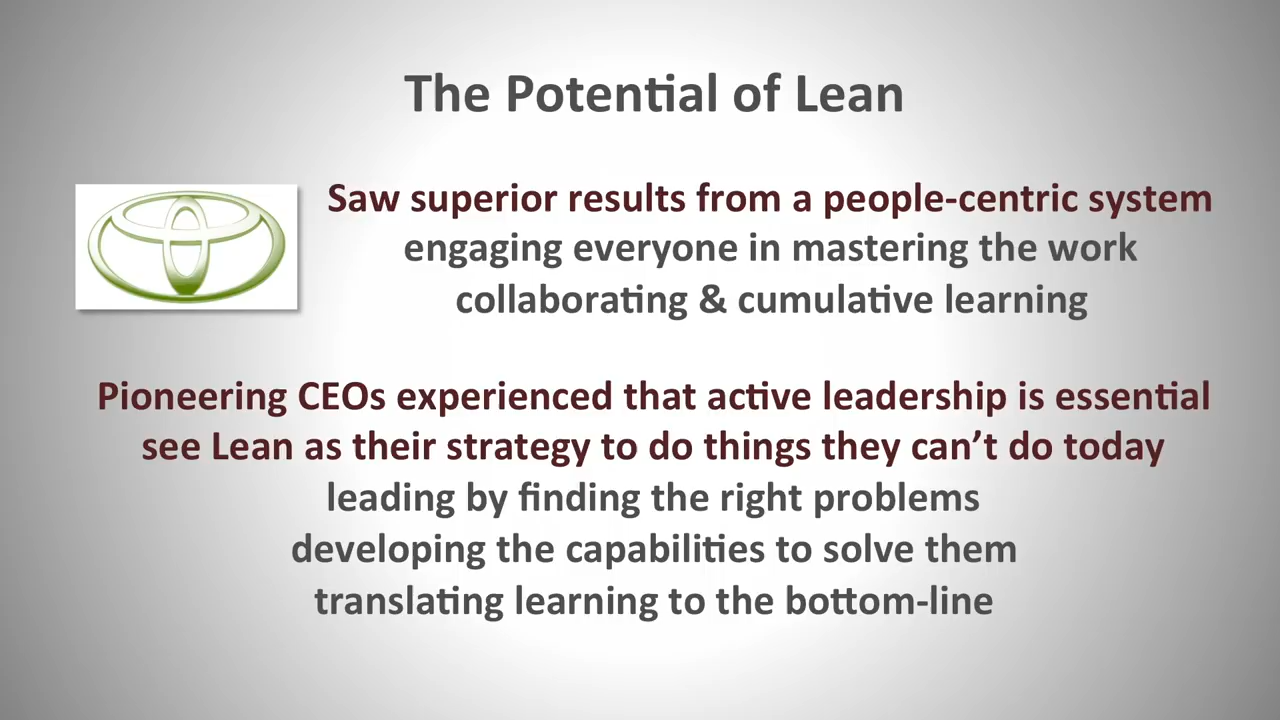 The Potential of Lean
Saw superior results from a people-centric system
engaging everyone in mastering the work
collaborating & cumulative learning
Pioneering CEOs experienced that active leadership is essential
see Lean as their strategy to do things they can’t do today
leading by finding the right problems
developing the capabilities to solve them
translating learning to the bottom-line